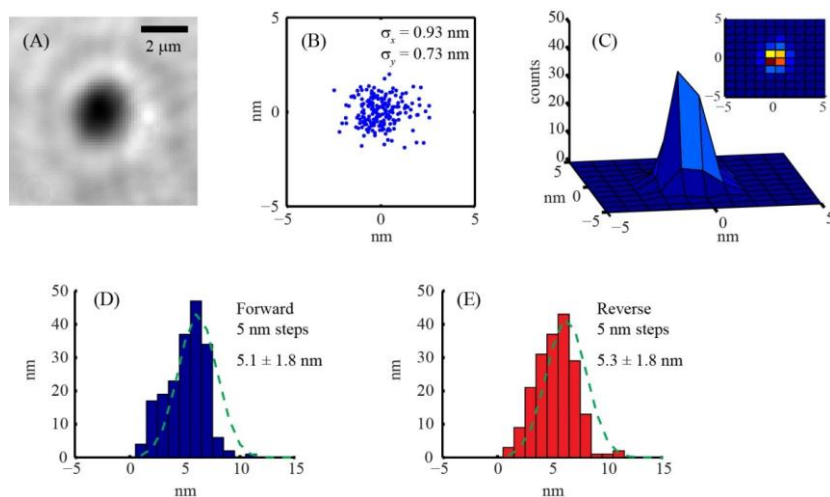 (A)
2 μm
(B)
σx = 0.93 nm
σy = 0.73 nm
5
nm
0
−5
−5
0
5
nm
(C)
50
40
30
20
10
0
counts
5
0
−5
nm
−5
0
5
nm
5
0
−5
−5
0
5
(D)
50
40
30
20
10
0
nm
Forward
5 nm steps
5.1 ± 1.8 nm
−5
0
5
10
15
nm
(E)
50
40
30
20
10
0
nm
Reverse
5 nm steps
5.3 ± 1.8 nm
−5
0
5
10
15
nm